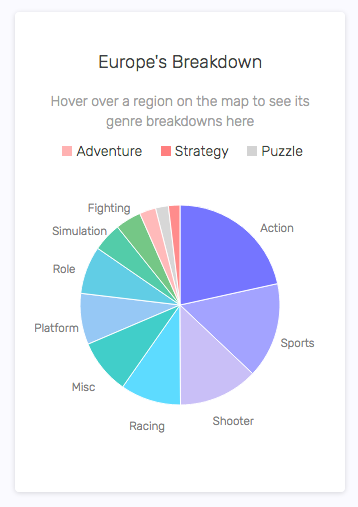 Europe's Breakdown
Hover over a region on the map to see its
genre breakdowns here
Adventure Strategy Puzzle
Fighting
Action
Simulation
Role
Platform
Sports
Misc
Shooter
Racing